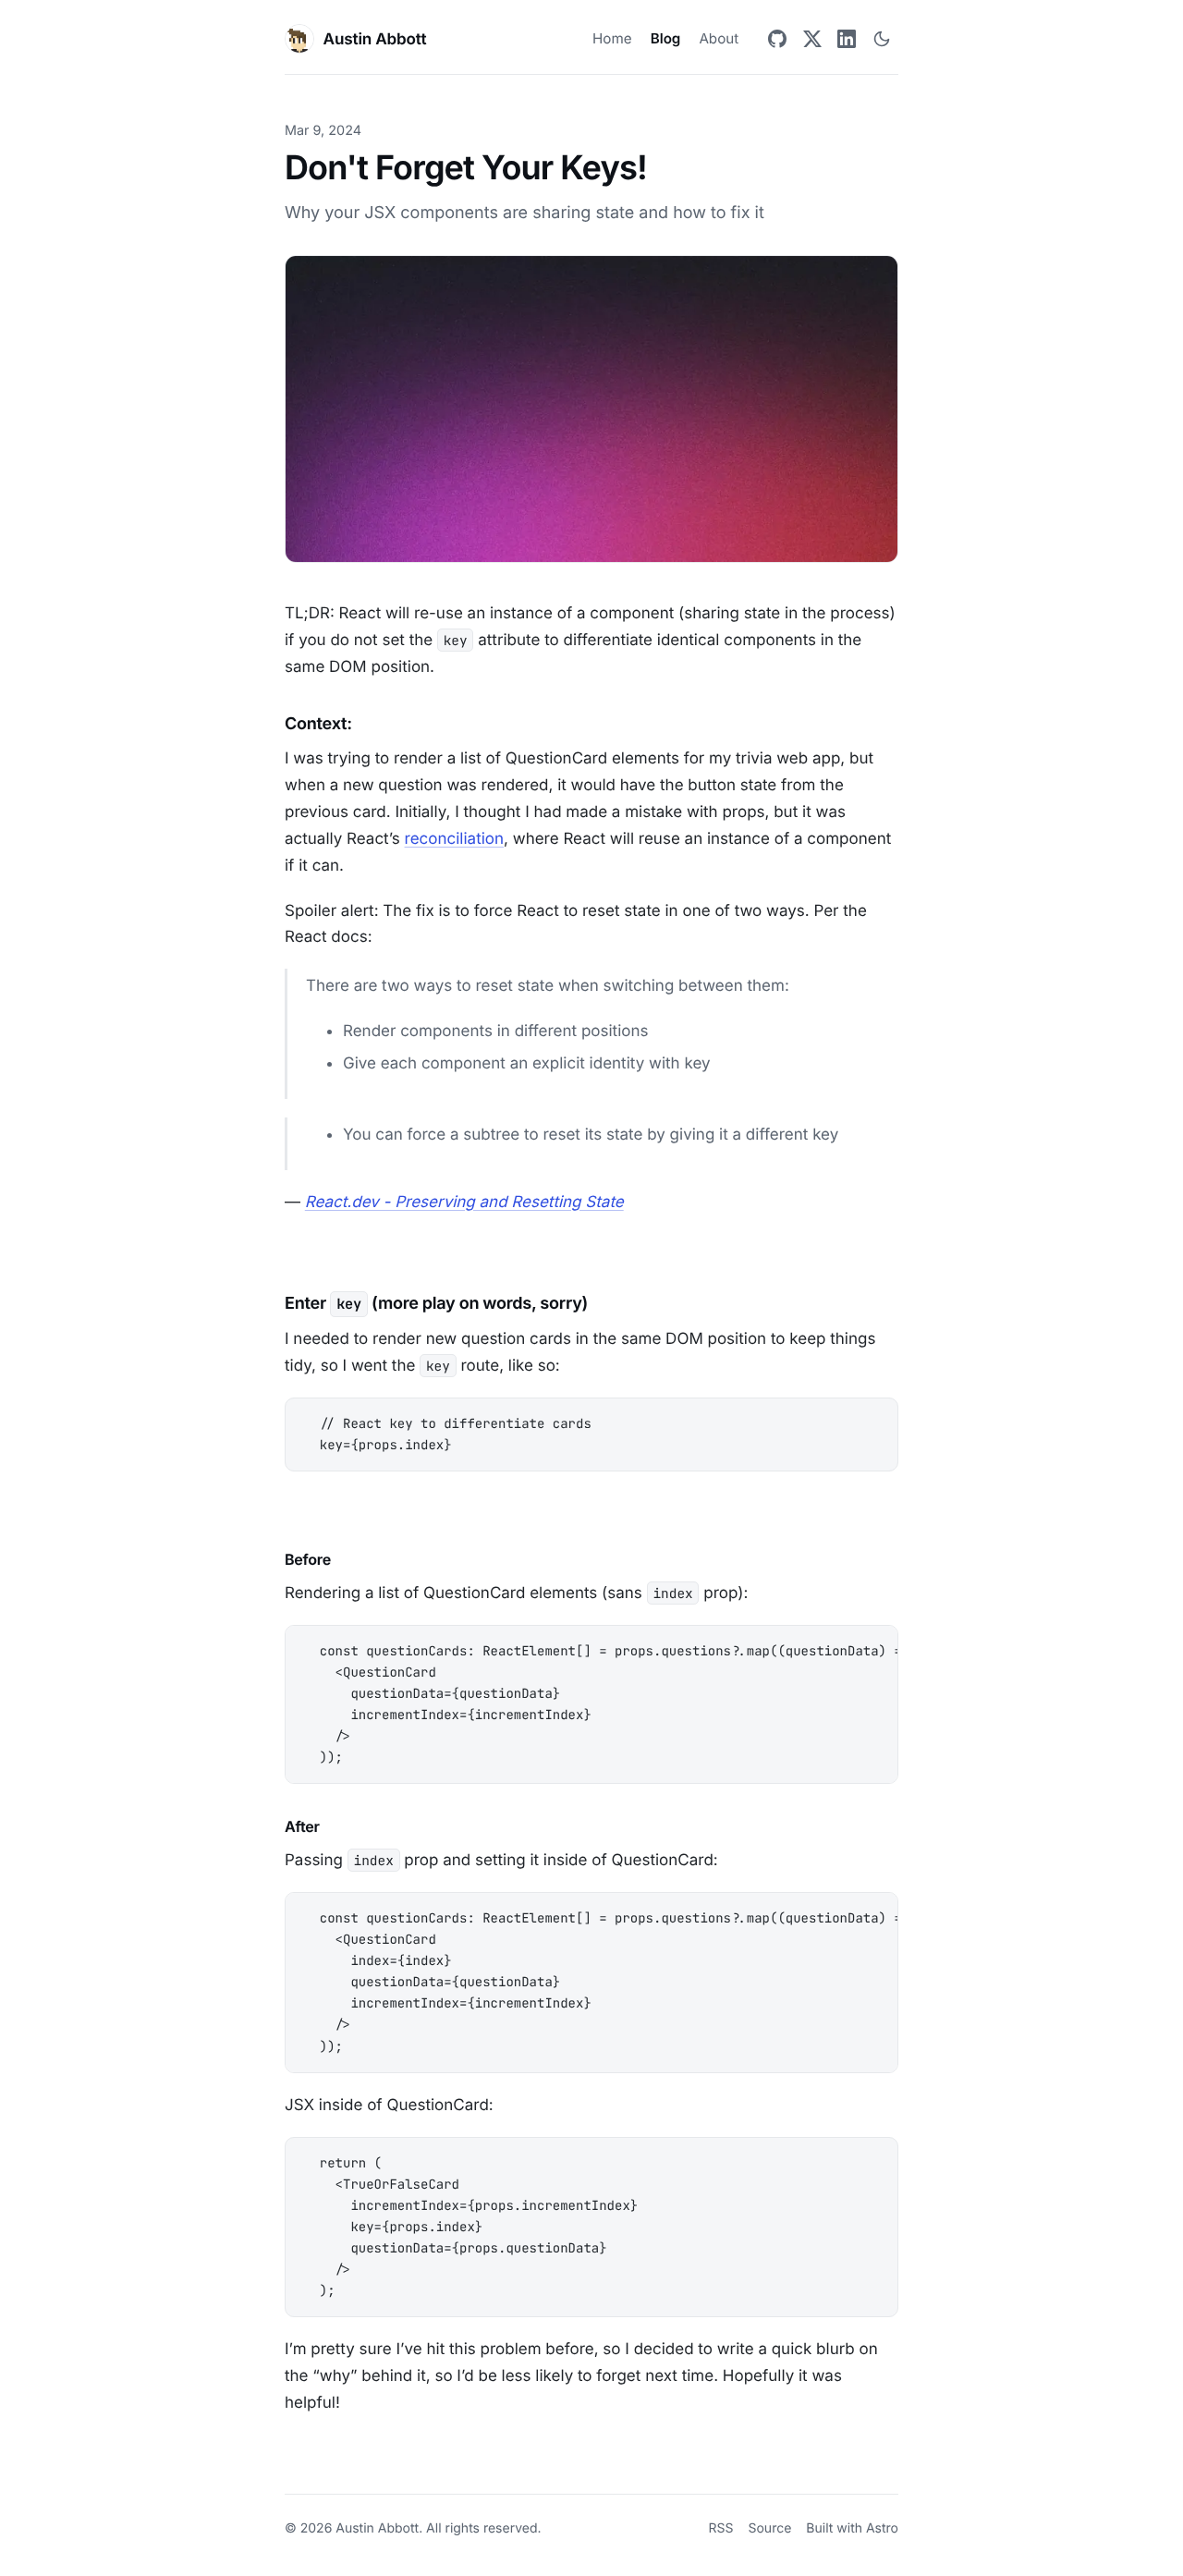 Austin Abbott
Home Blog About
Mar 9, 2024
Don't Forget Your Keys!
Why your JSX components are sharing state and how to fix it
TL;DR: React will re-use an instance of a component (sharing state in the process)
if you do not set the key attribute to differentiate identical components in the
same DOM position.
Context:
I was trying to render a list of QuestionCard elements for my trivia web app, but
when a new question was rendered, it would have the button state from the
previous card. Initially, I thought I had made a mistake with props, but it was
actually React’s reconciliation, where React will reuse an instance of a component
if it can.
Spoiler alert: The fix is to force React to reset state in one of two ways. Per the
React docs:
There are two ways to reset state when switching between them:
• Render components in different positions
• Give each component an explicit identity with key
• You can force a subtree to reset its state by giving it a different key
— React.dev - Preserving and Resetting State
Enter key (more play on words, sorry)
I needed to render new question cards in the same DOM position to keep things
tidy, so I went the key route, like so:
// React key to differentiate cards
key={props.index}
Before
Rendering a list of QuestionCard elements (sans index prop):
const questionCards: ReactElement[] = props.questions?.map((questionData) =
<QuestionCard
questionData={questionData}
incrementIndex={incrementIndex}
/>
));
After
Passing index prop and setting it inside of QuestionCard:
const questionCards: ReactElement[] = props.questions?.map((questionData) =
<QuestionCard
index={index}
questionData={questionData}
incrementIndex={incrementIndex}
/>
));
JSX inside of QuestionCard:
return (
<TrueOrFalseCard
incrementIndex={props.incrementIndex}
key={props.index}
questionData={props.questionData}
/>
);
I’m pretty sure I’ve hit this problem before, so I decided to write a quick blurb on
the “why” behind it, so I’d be less likely to forget next time. Hopefully it was
helpful!
© 2026 Austin Abbott. All rights reserved.
RSS Source Built with Astro